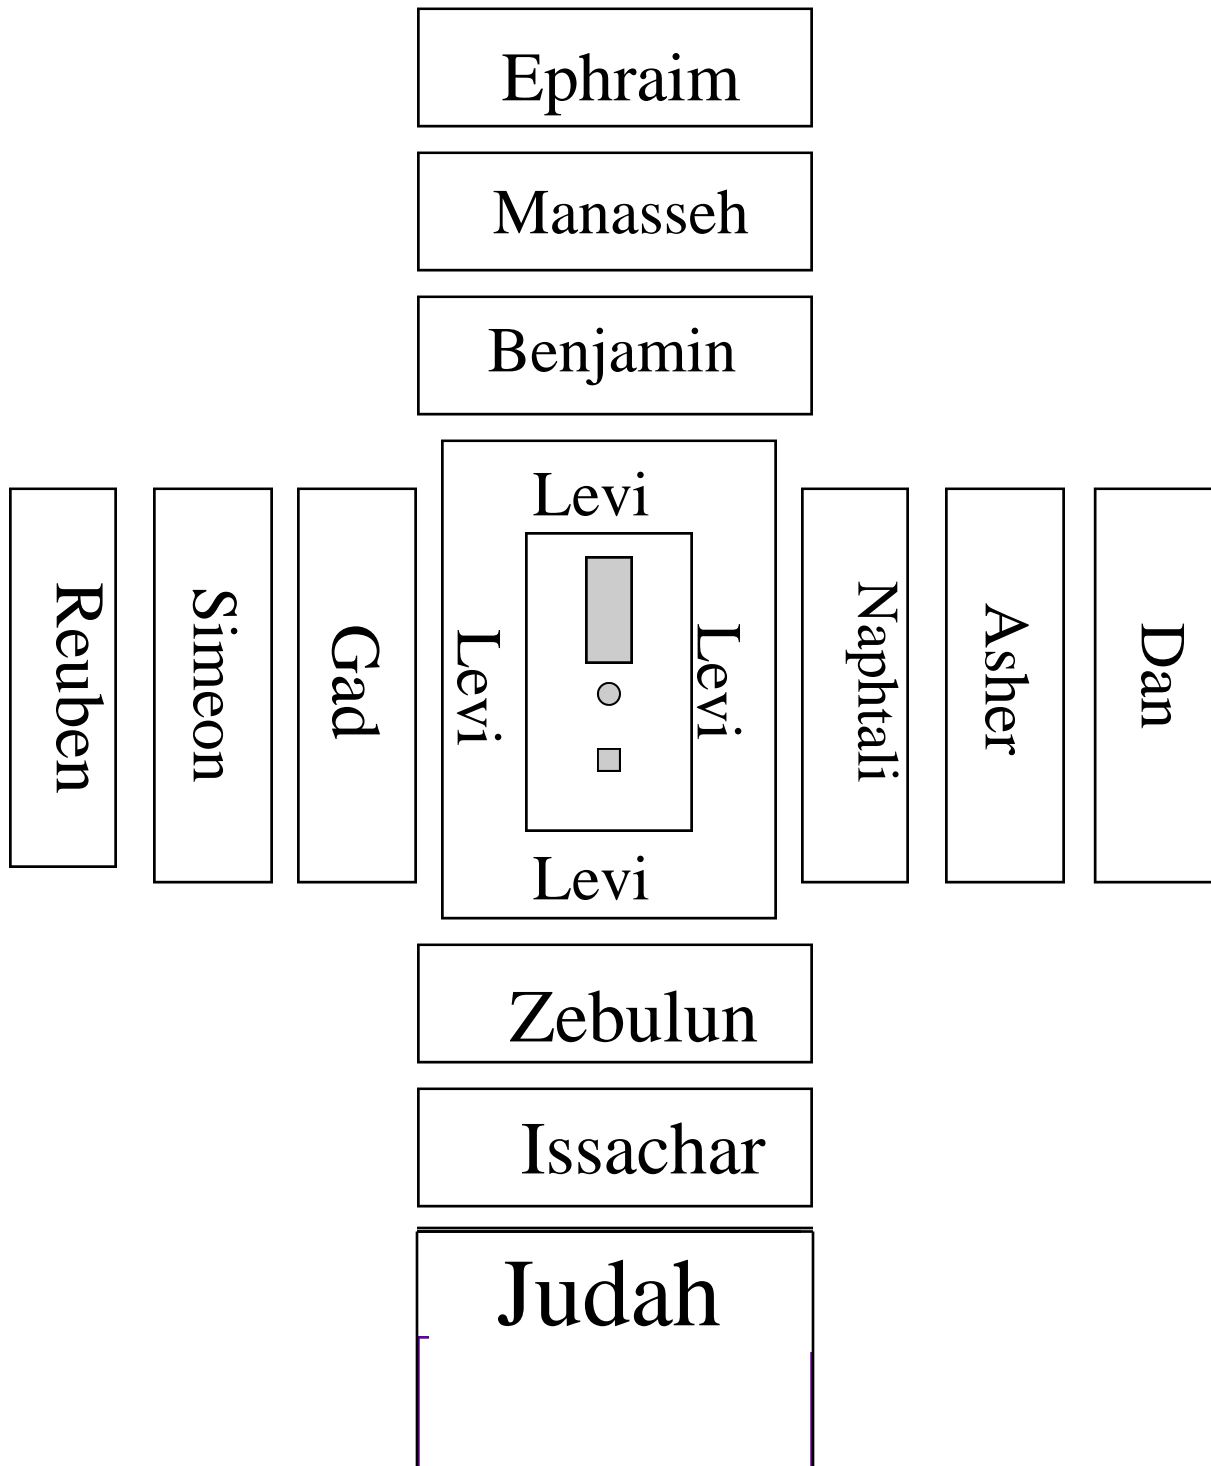 Ephraim
Manasseh
Benjamin
Levi
Reuben
Simeon
Gad
Levi
Levi
Naphtali
Asher
Dan
Levi
Zebulun
Issachar
Judah